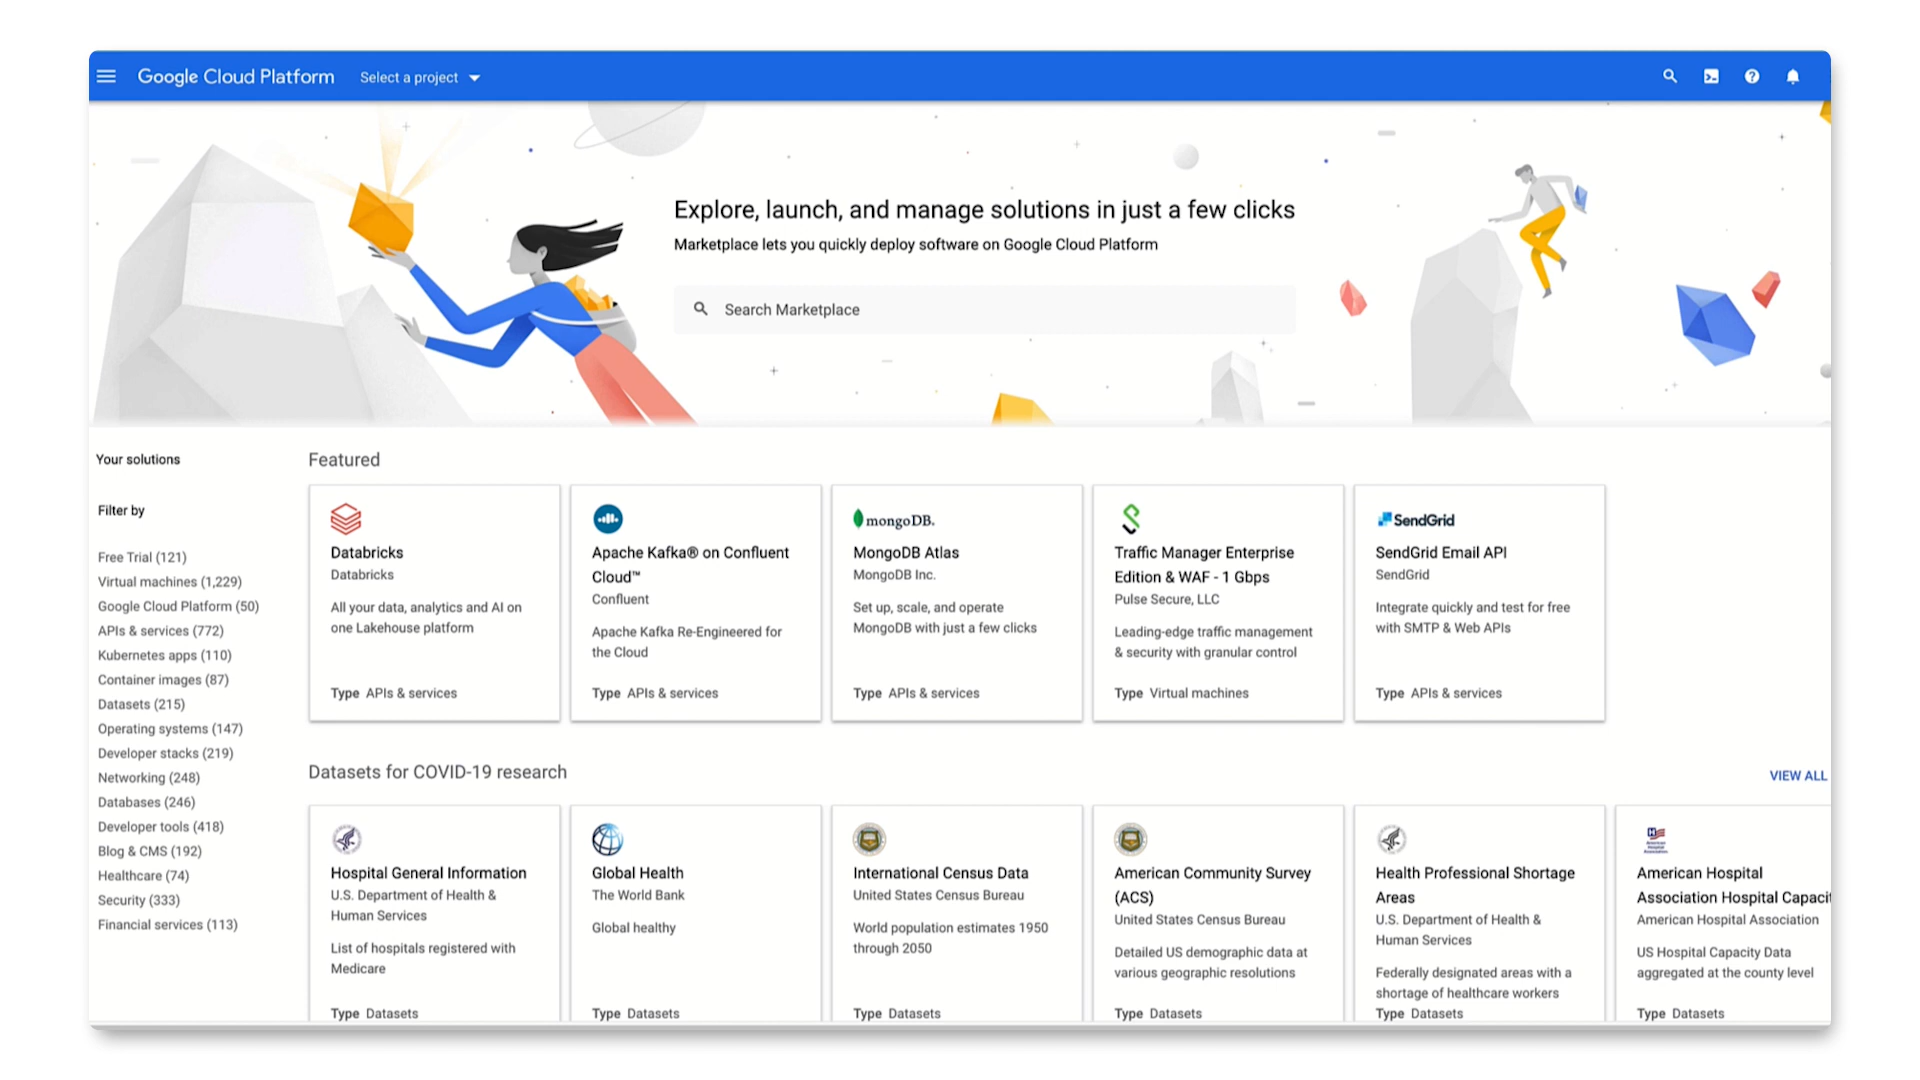 Google Cloud Platform
Select a project
Explore, launch, and manage solutions in just a few clicks
Marketplace lets you quickly deploy software on Google Cloud Platform
Search Marketplace
Your solutions
Filter by
Free Trial (121)
Virtual machines (1,229)
Google Cloud Platform (50)
APIs & services (772)
Kubernetes apps (110)
Container images (87)
Datasets (215)
Operating systems (147)
Developer stacks (219)
Networking (248)
Databases (246)
Developer tools (418)
Blog & CMS (192)
Healthcare (74)
Security (333)
Financial services (113)
Featured
Databricks
Databricks
All your data, analytics and AI on
one Lakehouse platform
Type APIs & services
Apache Kafka® on Confluent
Cloud™
Confluent
Apache Kafka Re-Engineered for
the Cloud
Type APIs & services
mongoDB.
MongoDB Atlas
MongoDB Inc.
Set up, scale, and operate
MongoDB with just a few clicks
Type APIs & services
Traffic Manager Enterprise
Edition & WAF - 1 Gbps
Pulse Secure, LLC
Leading-edge traffic management
& security with granular control
Type Virtual machines
SendGrid
SendGrid Email API
SendGrid
Integrate quickly and test for free
with SMTP & Web APIs
Type APIs & services
Datasets for COVID-19 research
VIEW ALL
Hospital General Information
U.S. Department of Health &
Human Services
List of hospitals registered with
Medicare
Type Datasets
Global Health
The World Bank
Global healthy
Type Datasets
International Census Data
United States Census Bureau
World population estimates 1950
through 2050
Type Datasets
American Community Survey
(ACS)
United States Census Bureau
Detailed US demographic data at
various geographic resolutions
Type Datasets
Health Professional Shortage
Areas
U.S. Department of Health &
Human Services
Federally designated areas with a
shortage of healthcare workers
Type Datasets
American Hospital
Association Hospital Capacit
American Hospital Association
US Hospital Capacity Data
aggregated at the county level
Type Datasets